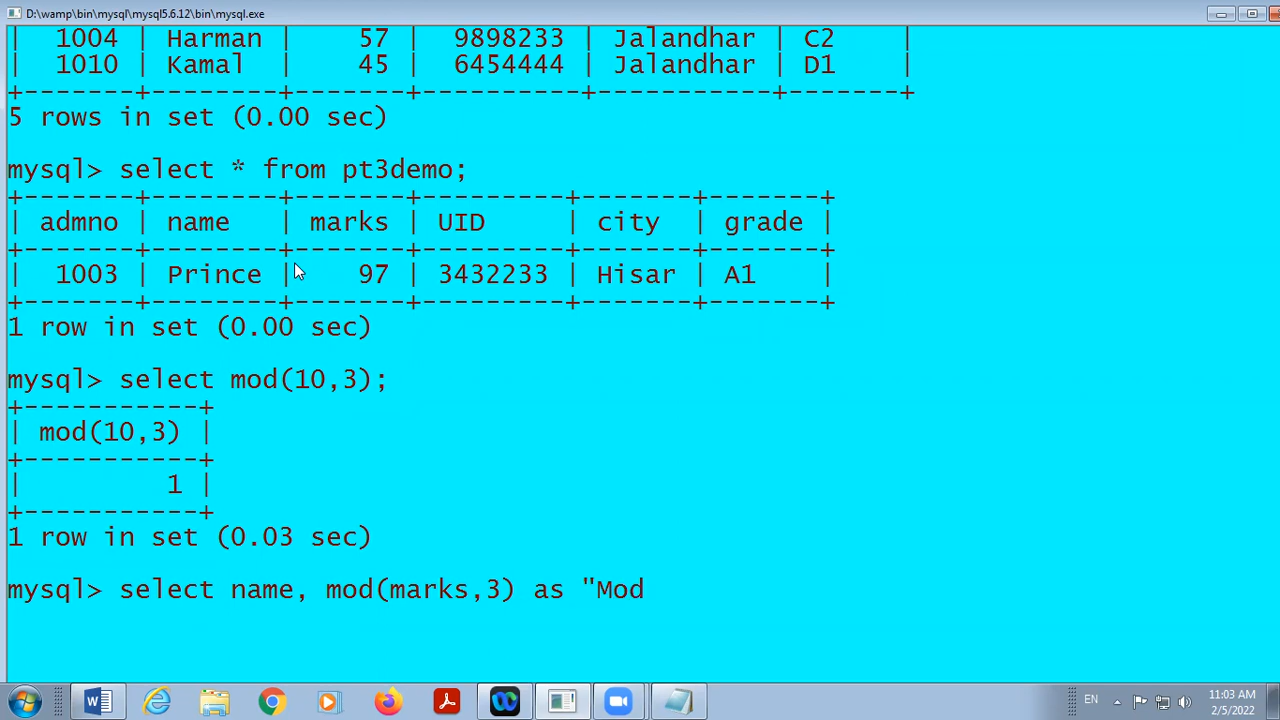 D:\wamp\bin\mysql\mysql5.6.12\bin\mysql.exe
| 1004 | Harman | 57 | 9898233 | Jalandhar | C2 |
| 1010 | Kamal | 45 | 6454444 | Jalandhar | D1 |
+-------+--------+-------+----------+-----------+-------+
5 rows in set (0.00 sec)
mysql> select * from pt3demo;
+-------+--------+-------+---------+-------+-------+
| admno | name | marks | UID | city | grade |
+-------+--------+-------+---------+-------+-------+
| 1003 | Prince | 97 | 3432233 | Hisar | A1 |
+-------+--------+-------+---------+-------+-------+
1 row in set (0.00 sec)
mysql> select mod(10,3);
+-----------+
| mod(10,3) |
+-----------+
| 1 |
+-----------+
1 row in set (0.03 sec)
mysql> select name, mod(marks,3) as "Mod
EN
11:03 AM
2/5/2022